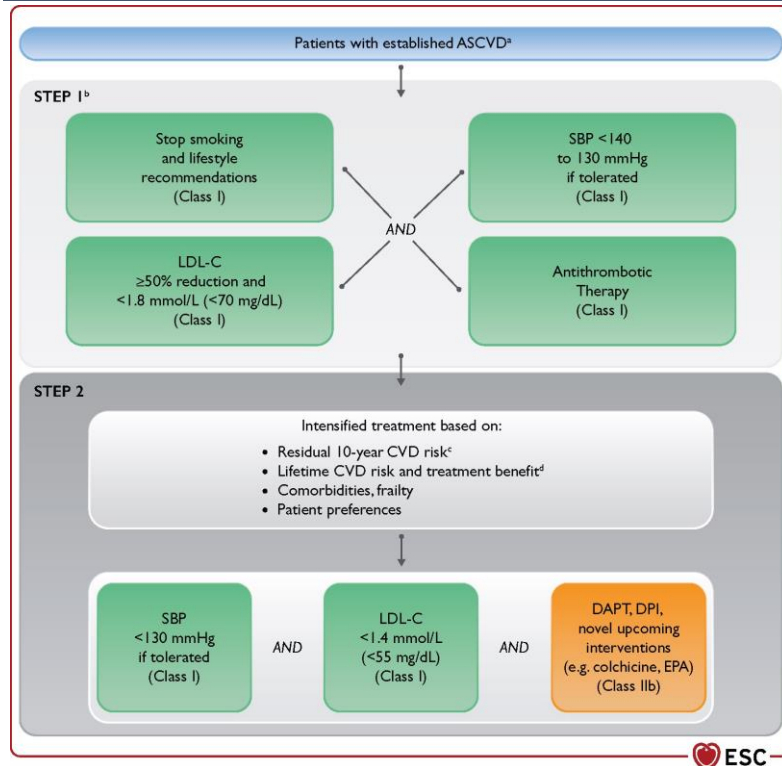 Patients with established ASCVDᵃ
STEP 1ᵇ
Stop smoking
and lifestyle
recommendations
(Class I)
SBP <140
to 130 mmHg
if tolerated
(Class I)
AND
LDL-C
≥50% reduction and
<1.8 mmol/L (<70 mg/dL)
(Class I)
Antithrombotic
Therapy
(Class I)
STEP 2
Intensified treatment based on:
• Residual 10-year CVD riskᶜ
• Lifetime CVD risk and treatment benefitᵈ
• Comorbidities, frailty
• Patient preferences
SBP
<130 mmHg
if tolerated
(Class I)
AND
LDL-C
<1.4 mmol/L
(<55 mg/dL)
(Class I)
AND
DAPT, DPI,
novel upcoming
interventions
(e.g. colchicine, EPA)
(Class IIb)
ESC